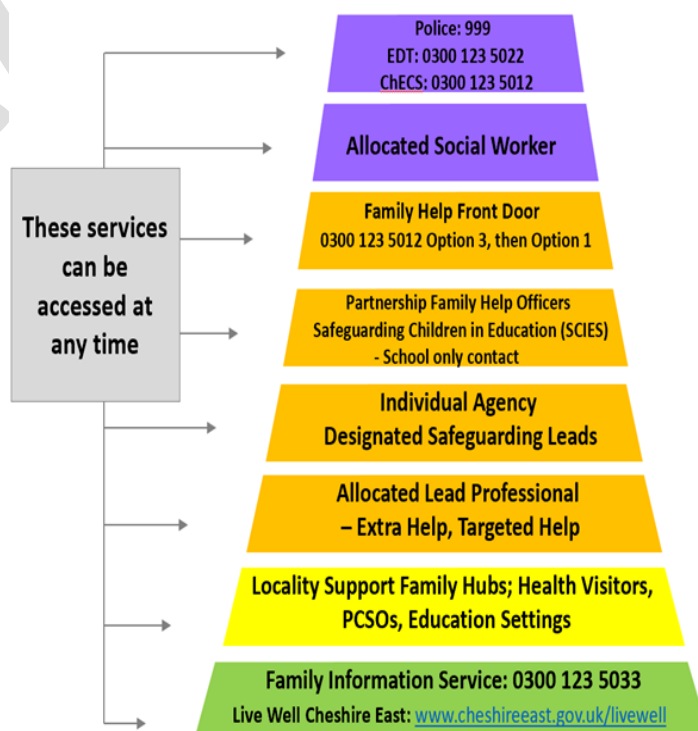 Police: 999
EDT: 0300 123 5022
ChECS: 0300 123 5012
Allocated Social Worker
These services
can be
accessed at
any time
Family Help Front Door
0300 123 5012 Option 3, then Option 1
Partnership Family Help Officers
Safeguarding Children in Education (SCIES)
- School only contact
Individual Agency
Designated Safeguarding Leads
Allocated Lead Professional
– Extra Help, Targeted Help
Locality Support Family Hubs; Health Visitors,
PCSOs, Education Settings
Family Information Service: 0300 123 5033
Live Well Cheshire East: www.cheshireeast.gov.uk/livewell